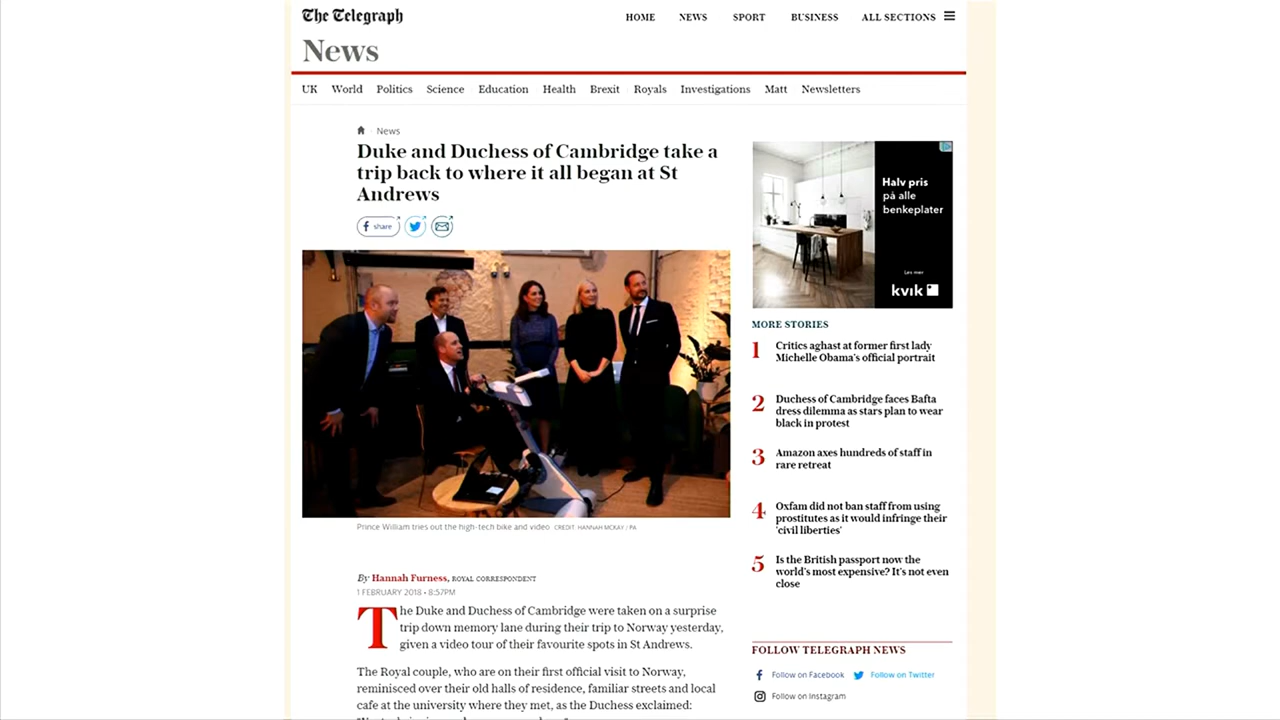 The Telegraph
HOME NEWS SPORT BUSINESS ALL SECTIONS
News
UK World Politics Science Education Health Brexit Royals Investigations Matt Newsletters
News
Duke and Duchess of Cambridge take a
trip back to where it all began at St
Andrews
share
Prince William tries out the high-tech bike and video CREDIT: HANNAH MCKAY / PA
By Hannah Furness, ROYAL CORRESPONDENT
1 FEBRUARY 2018 • 8:57PM
The Duke and Duchess of Cambridge were taken on a surprise
trip down memory lane during their trip to Norway yesterday,
given a video tour of their favourite spots in St Andrews.
The Royal couple, who are on their first official visit to Norway,
reminisced over their old halls of residence, familiar streets and local
cafe at the university where they met, as the Duchess exclaimed:
Halv pris
på alle
benkeplater
Les mer
kvik
MORE STORIES
1 Critics aghast at former first lady
Michelle Obama's official portrait
2 Duchess of Cambridge faces Bafta
dress dilemma as stars plan to wear
black in protest
3 Amazon axes hundreds of staff in
rare retreat
4 Oxfam did not ban staff from using
prostitutes as it would infringe their
'civil liberties'
5 Is the British passport now the
world's most expensive? It's not even
close
FOLLOW TELEGRAPH NEWS
Follow on Facebook Follow on Twitter
Follow on Instagram